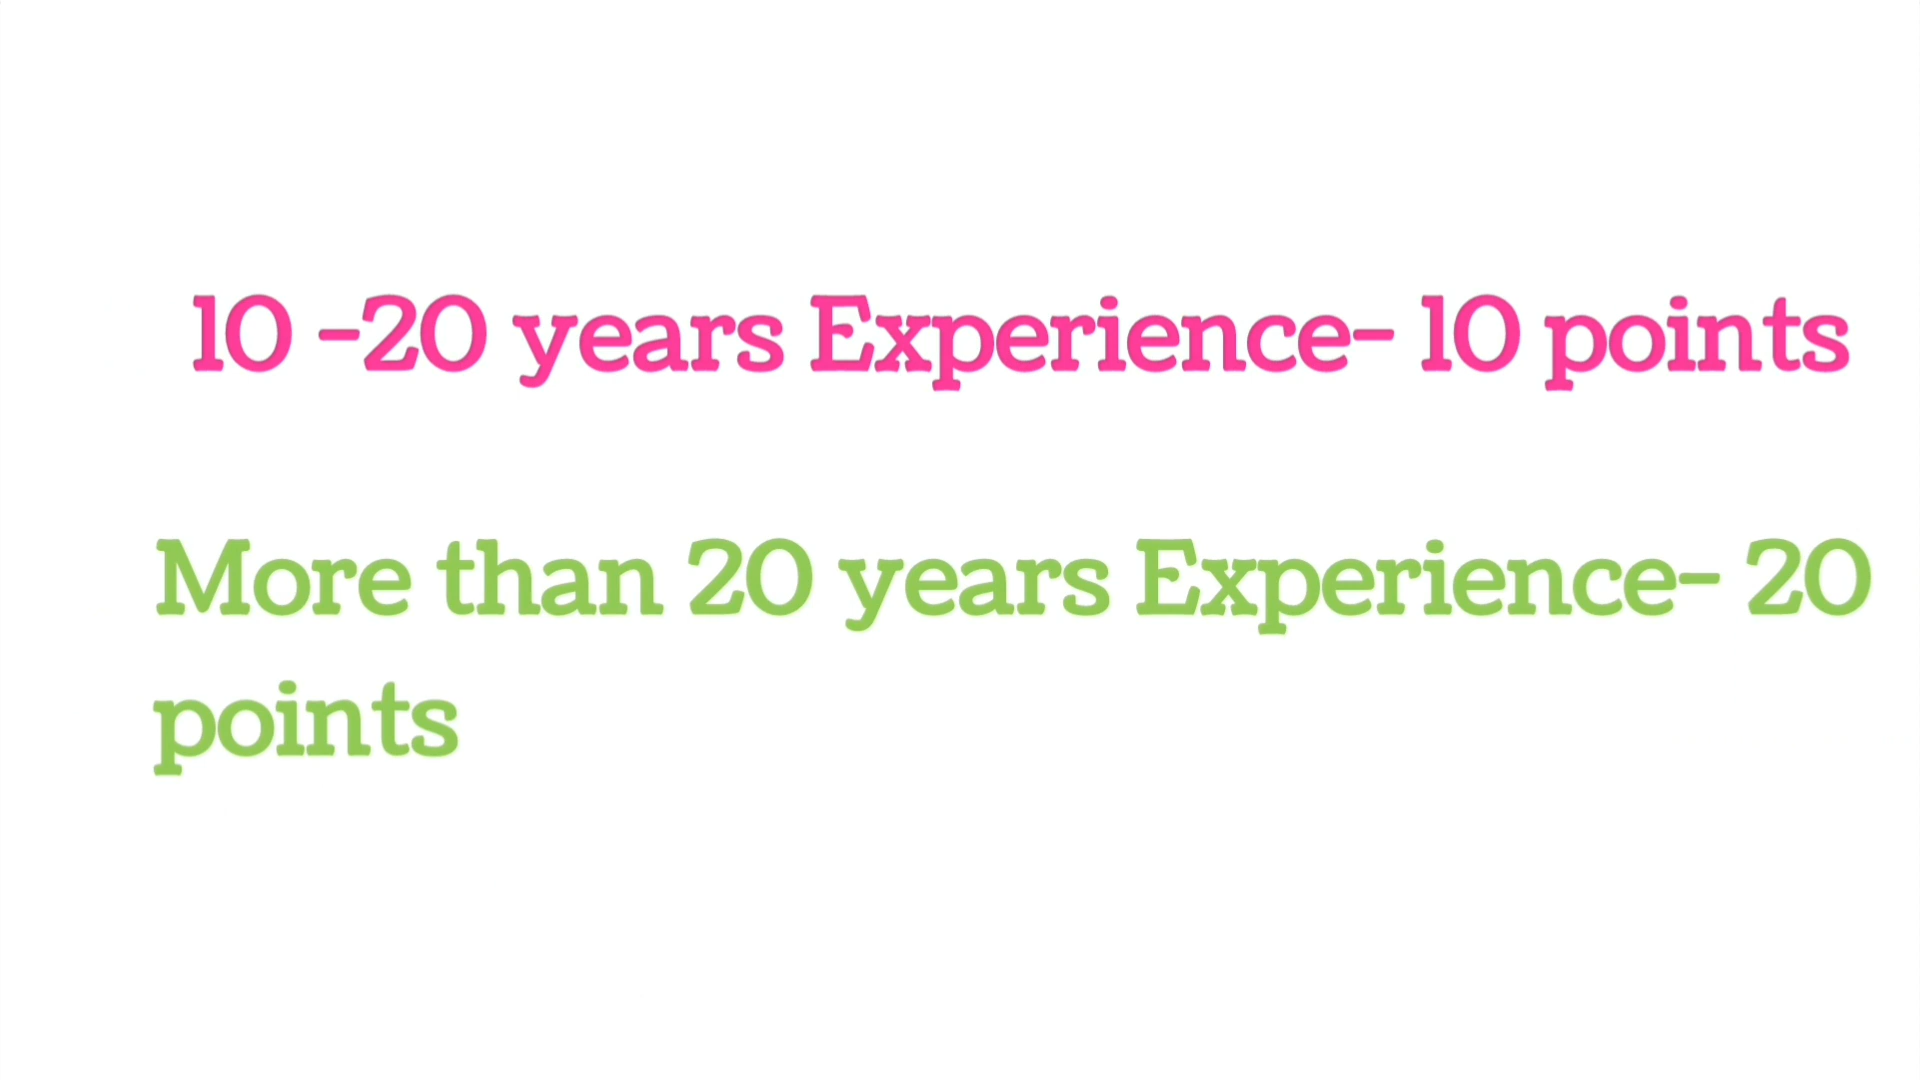 10 -20 years Experience- 10 points
More than 20 years Experience- 20
points